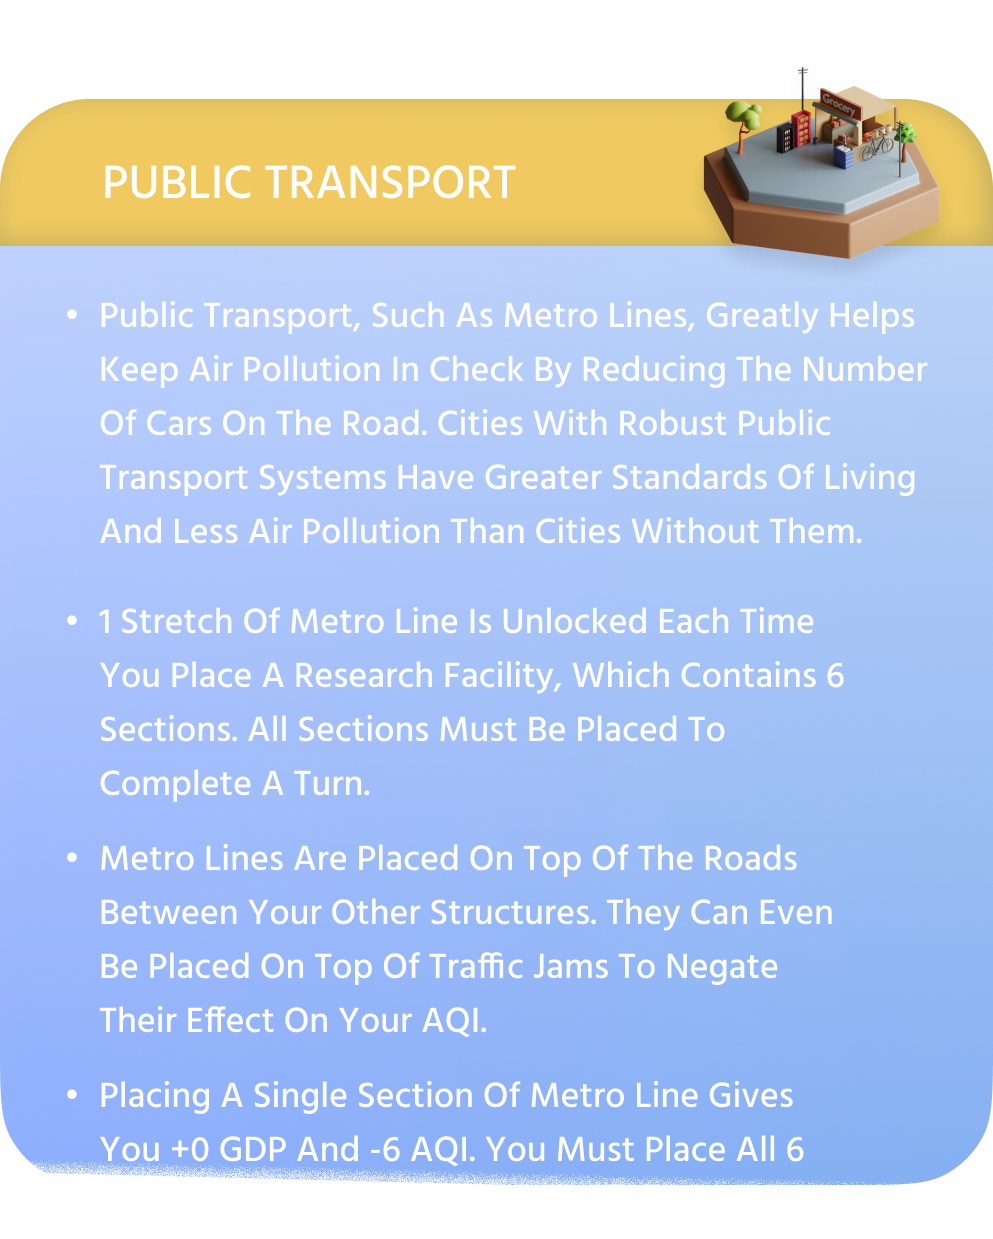 Grocery
PUBLIC TRANSPORT
• Public Transport, Such As Metro Lines, Greatly Helps
Keep Air Pollution In Check By Reducing The Number
Of Cars On The Road. Cities With Robust Public
Transport Systems Have Greater Standards Of Living
And Less Air Pollution Than Cities Without Them.
• 1 Stretch Of Metro Line Is Unlocked Each Time
You Place A Research Facility, Which Contains 6
Sections. All Sections Must Be Placed To
Complete A Turn.
• Metro Lines Are Placed On Top Of The Roads
Between Your Other Structures. They Can Even
Be Placed On Top Of Traffic Jams To Negate
Their Effect On Your AQI.
• Placing A Single Section Of Metro Line Gives
You +0 GDP And -6 AQI. You Must Place All 6